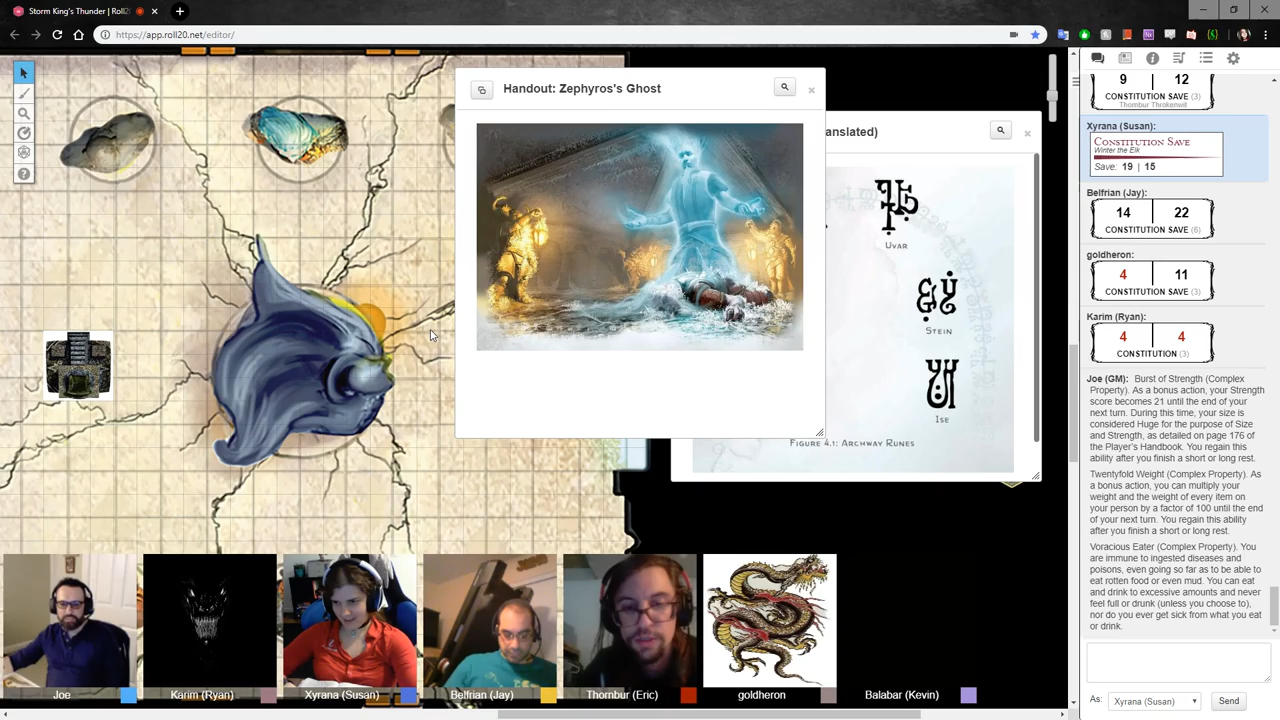 Storm King's Thunder | Roll2
https://app.roll20.net/editor/
Handout: Zephyros's Ghost
anslated)
Uvar
Stein
Ise
Figure 4.1: Archway Runes
9 12
CONSTITUTION SAVE (3)
Thombur Throkenwil
Xyrana (Susan):
Constitution Save
Winter the Elk
Save: 19 | 15
Belfrian (Jay):
14 22
CONSTITUTION SAVE (6)
goldheron:
4 11
CONSTITUTION SAVE (3)
Karim (Ryan):
4 4
CONSTITUTION (3)
Joe (GM): Burst of Strength (Complex
Property). As a bonus action, your Strength
score becomes 21 until the end of your
next turn. During this time, your size is
considered Huge for the purpose of Size
and Strength, as detailed on page 176 of
the Player's Handbook. You regain this
ability after you finish a short or long rest.
Twentyfold Weight (Complex Property). As
a bonus action, you can multiply your
weight and the weight of every item on
your person by a factor of 100 until the end
of your next turn. You regain this ability
after you finish a short or long rest.
Voracious Eater (Complex Property). You
are immune to ingested diseases and
poisons, even going so far as to be able to
eat rotten food or even mud. You can eat
and drink to excessive amounts and never
feel full or drunk (unless you choose to),
nor do you ever get sick from what you eat
or drink.
As: Xyrana (Susan) Send
Joe
Karim (Ryan)
Xyrana (Susan)
Belfrian (Jay)
Thornbur (Eric)
goldheron
Balabar (Kevin)